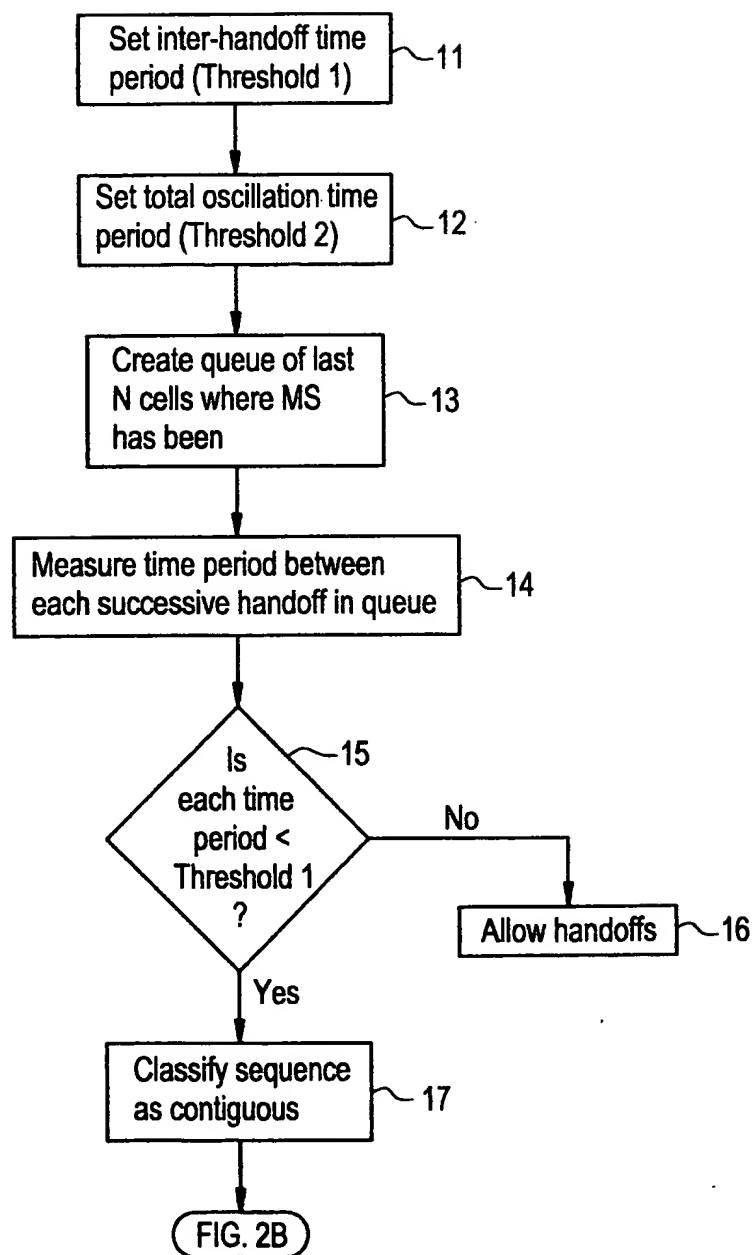 Set inter-handoff time
period (Threshold 1)
11
Set total oscillation time
period (Threshold 2)
12
Create queue of last
N cells where MS
has been
13
Measure time period between
each successive handoff in queue
14
Is
each time
period <
Threshold 1
?
15
No
Allow handoffs
16
Yes
Classify sequence
as contiguous
17
FIG. 2B